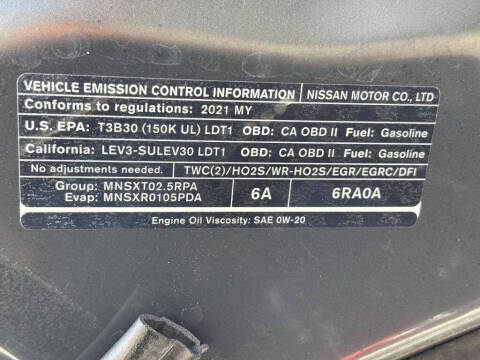 VEHICLE EMISSION CONTROL INFORMATION NISSAN MOTOR CO., LTD
Conforms to regulations: 2021 MY
U.S. EPA: T3B30 (150K UL) LDT1 OBD: CA OBD II Fuel: Gasoline
California: LEV3-SULEV30 LDT1 OBD: CA OBD II Fuel: Gasoline
No adjustments needed. TWC(2)/HO2S/WR-HO2S/EGR/EGRC/DFI
Group: MNSXT02.5RPA 6A 6RA0A
Evap: MNSXR0105PDA
Engine Oil Viscosity: SAE 0W-20